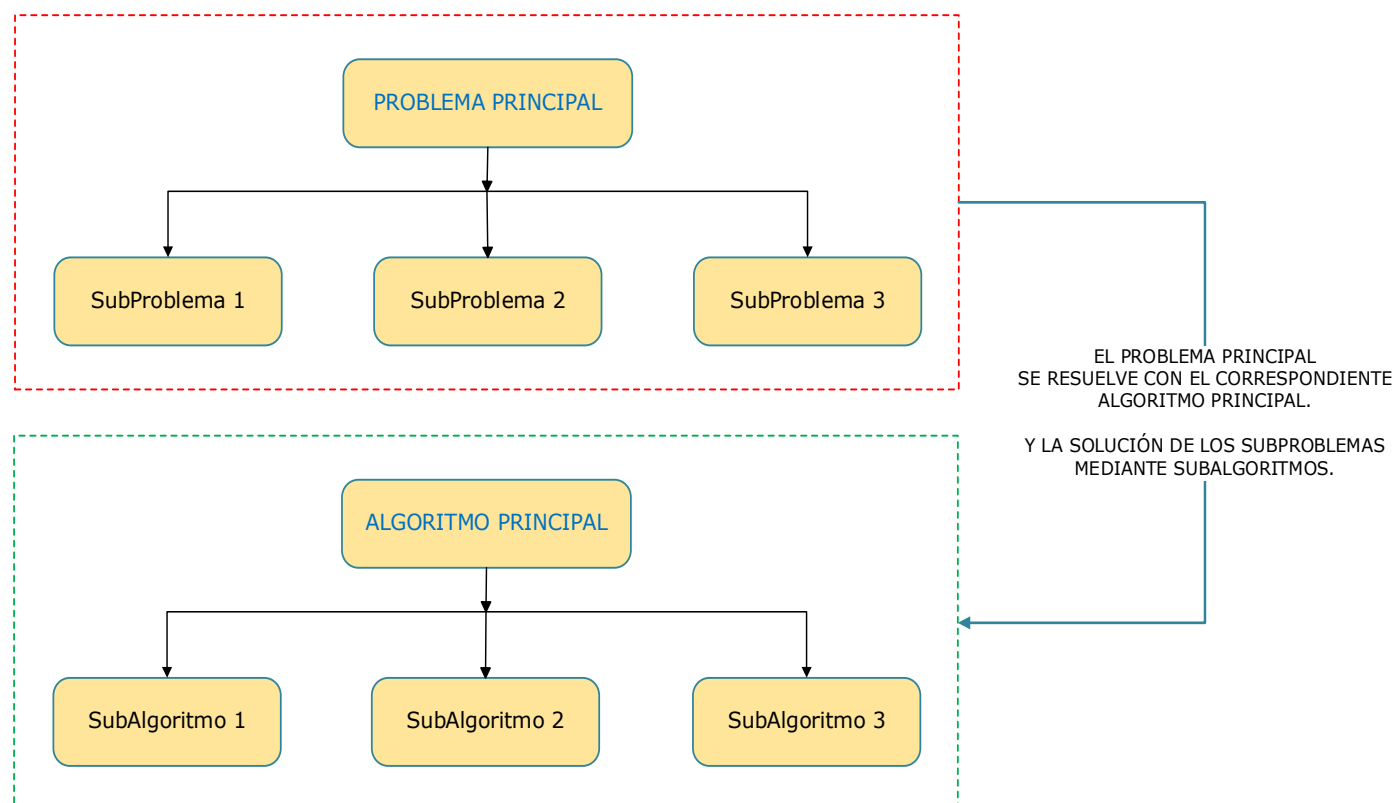 PROBLEMA PRINCIPAL
SubProblema 1
SubProblema 2
SubProblema 3
EL PROBLEMA PRINCIPAL
SE RESUELVE CON EL CORRESPONDIENTE
ALGORITMO PRINCIPAL.
Y LA SOLUCIÓN DE LOS SUBPROBLEMAS
MEDIANTE SUBALGORITMOS.
ALGORITMO PRINCIPAL
SubAlgoritmo 1
SubAlgoritmo 2
SubAlgoritmo 3